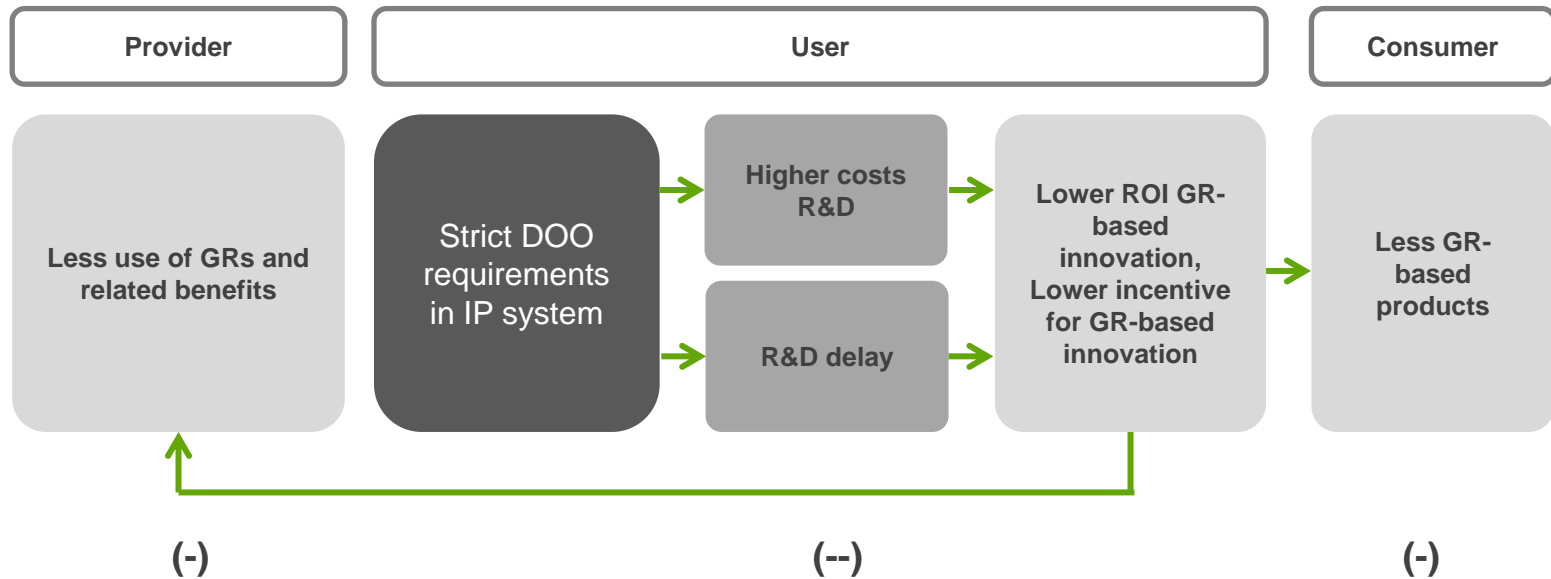 Provider
User
Consumer
Less use of GRs and
related benefits
Strict DOO
requirements
in IP system
Higher costs
R&D
R&D delay
Lower ROI GR-
based
innovation,
Lower incentive
for GR-based
innovation
Less GR-
based
products
(-)
(--)
(-)